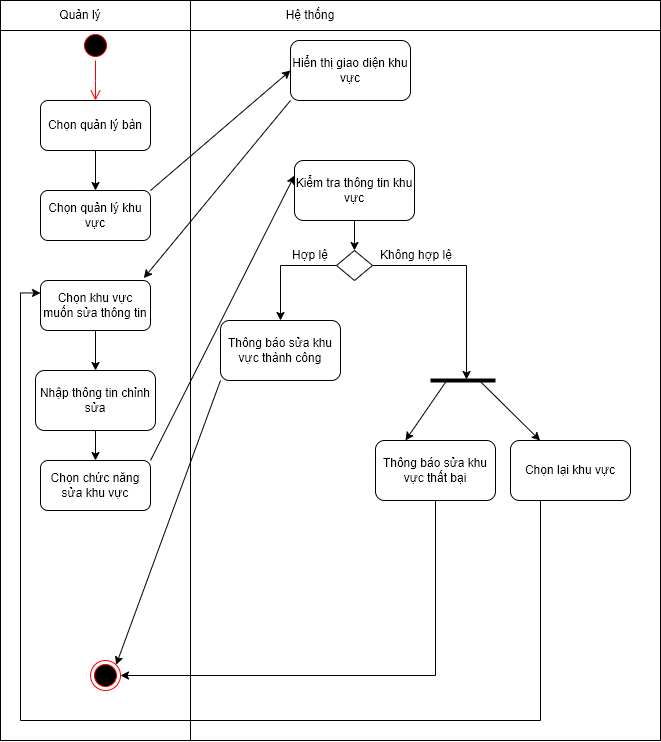 Quản lý
Hệ thống
Hiển thị giao diện khu
vực
Chọn quản lý bàn
Kiểm tra thông tin khu
vực
Chọn quản lý khu
vực
Hợp lệ
Không hợp lệ
Chọn khu vực
muốn sửa thông tin
Thông báo sửa khu
vực thành công
Nhập thông tin chỉnh
sửa
Chọn chức năng
sửa khu vực
Thông báo sửa khu
vực thất bại
Chọn lại khu vực